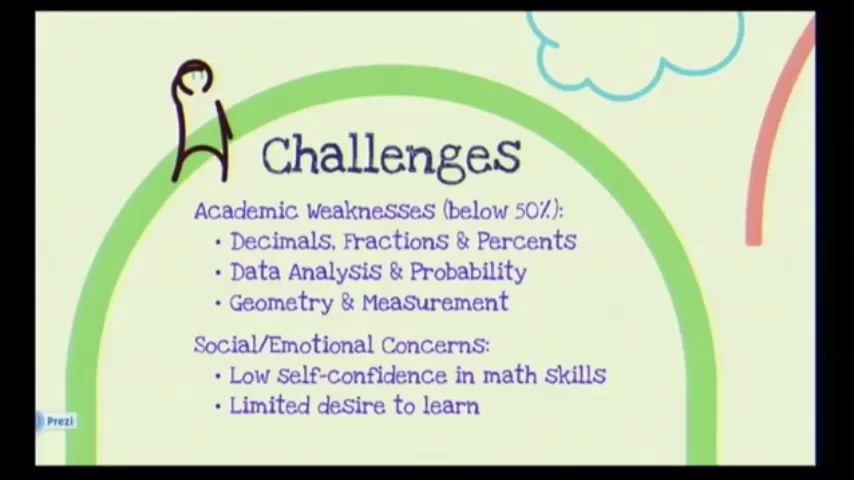 Challenges
Academic Weaknesses (below 50%):
• Decimals, Fractions & Percents
• Data Analysis & Probability
• Geometry & Measurement
Social/Emotional Concerns:
• Low self-confidence in math skills
• Limited desire to learn
Prezi